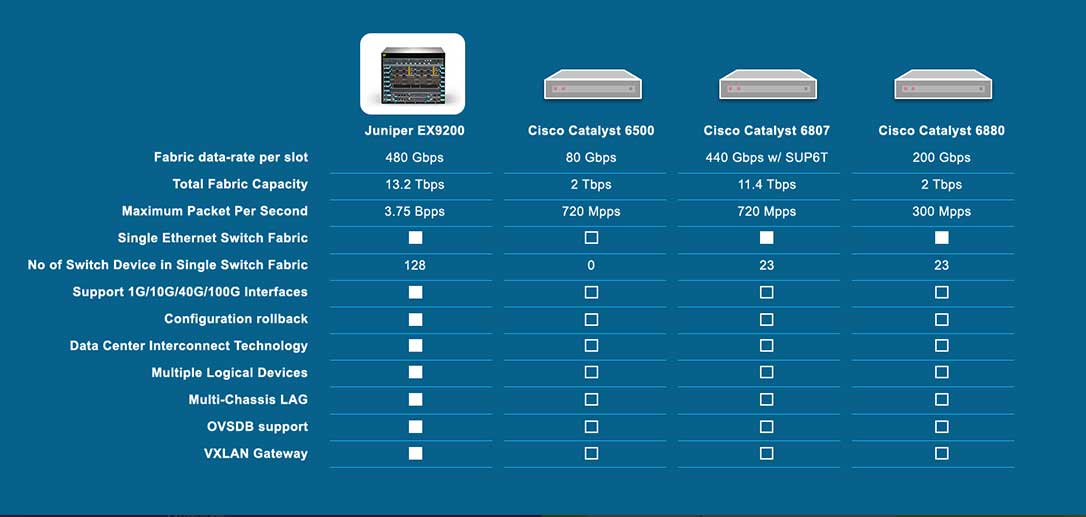 Juniper EX9200 Cisco Catalyst 6500 Cisco Catalyst 6807 Cisco Catalyst 6880
Fabric data-rate per slot 480 Gbps 80 Gbps 440 Gbps w/ SUP6T 200 Gbps
Total Fabric Capacity 13.2 Tbps 2 Tbps 11.4 Tbps 2 Tbps
Maximum Packet Per Second 3.75 Bpps 720 Mpps 720 Mpps 300 Mpps
Single Ethernet Switch Fabric
No of Switch Device in Single Switch Fabric 128 0 23 23
Support 1G/10G/40G/100G Interfaces
Configuration rollback
Data Center Interconnect Technology
Multiple Logical Devices
Multi-Chassis LAG
OVSDB support
VXLAN Gateway